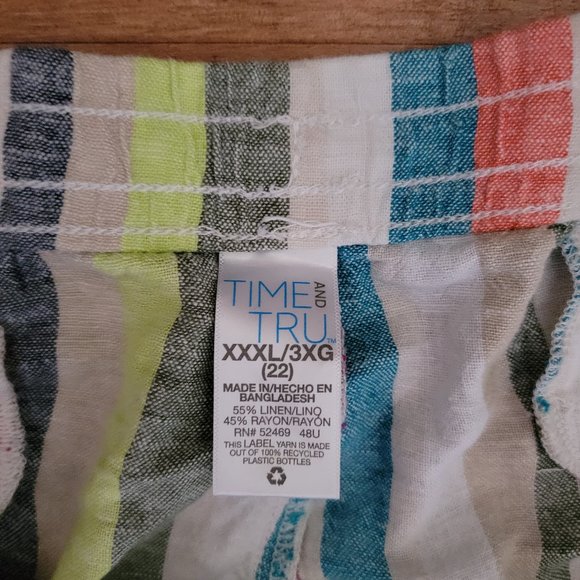 TIME AND
TRU™
XXXL/3XG
(22)
MADE IN/HECHO EN
BANGLADESH
55% LINEN/LINO
45% RAYON/RAYÓN
RN# 52469 48U
THIS LABEL YARN IS MADE
OUT OF 100% RECYCLED
PLASTIC BOTTLES